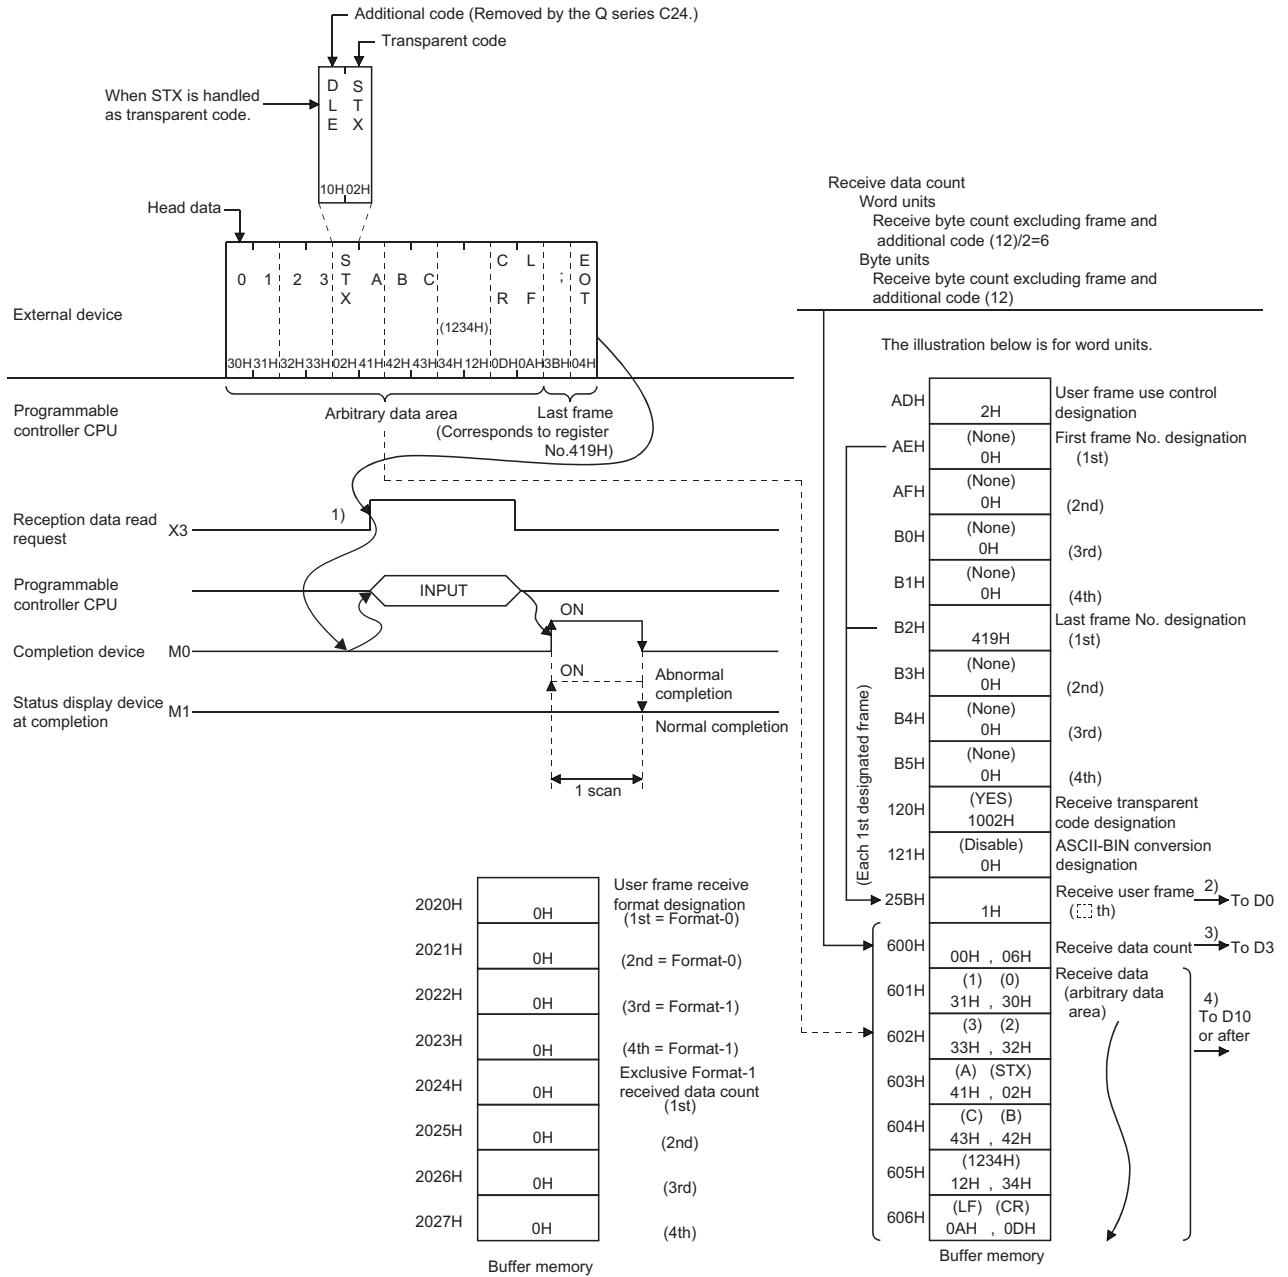 Additional code (Removed by the Q series C24.)
Transparent code
When STX is handled
as transparent code.
DLE
STX
10H 02H
Head data
External device
0 1 2 3 STX A B C CR LF ; EOT
(1234H)
30H 31H 32H 33H 02H 41H 42H 43H 34H 12H 0DH 0AH 3BH 04H
Arbitrary data area
Last frame
(Corresponds to register
No.419H)
Programmable
controller CPU
Reception data read
request
X3
1)
Programmable
controller CPU
INPUT
Completion device M0
ON
ON
Abnormal
completion
Status display device
at completion
M1
Normal completion
1 scan
Receive data count
Word units
Receive byte count excluding frame and
additional code (12)/2=6
Byte units
Receive byte count excluding frame and
additional code (12)
The illustration below is for word units.
ADH 2H User frame use control
designation
AEH (None) 0H First frame No. designation
(1st)
AFH (None) 0H (2nd)
B0H (None) 0H (3rd)
B1H (None) 0H (4th)
B2H 419H Last frame No. designation
(1st)
B3H (None) 0H (2nd)
B4H (None) 0H (3rd)
B5H (None) 0H (4th)
(Each 1st designated frame)
120H (YES) 1002H Receive transparent
code designation
121H (Disable) 0H ASCII-BIN conversion
designation
25BH 1H Receive user frame
( th)
2) To D0
600H 00H , 06H Receive data count
3) To D3
601H (1) (0)
31H , 30H
Receive data
(arbitrary data
area)
602H (3) (2)
33H , 32H
603H (A) (STX)
41H , 02H
604H (C) (B)
43H , 42H
605H (1234H)
12H , 34H
606H (LF) (CR)
0AH , 0DH
4)
To D10
or after
Buffer memory
2020H 0H User frame receive
format designation
(1st = Format-0)
2021H 0H (2nd = Format-0)
2022H 0H (3rd = Format-1)
2023H 0H (4th = Format-1)
2024H 0H Exclusive Format-1
received data count
(1st)
2025H 0H (2nd)
2026H 0H (3rd)
2027H 0H (4th)
Buffer memory